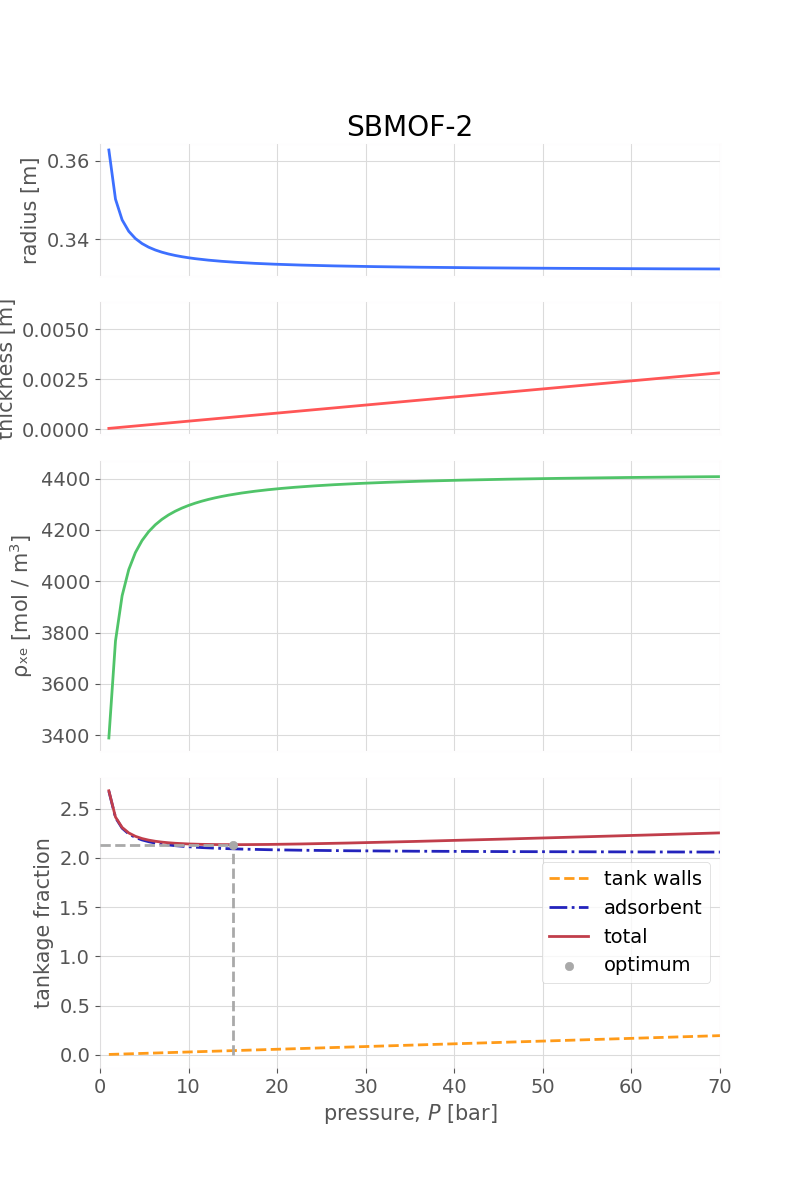 SBMOF-2
radius [m]
0.36
0.34
thickness [m]
0.0050
0.0025
0.0000
ρₓₑ [mol / m³]
4400
4200
4000
3800
3600
3400
tankage fraction
2.5
2.0
1.5
1.0
0.5
0.0
tank walls
adsorbent
total
optimum
0 10 20 30 40 50 60 70
pressure, P [bar]